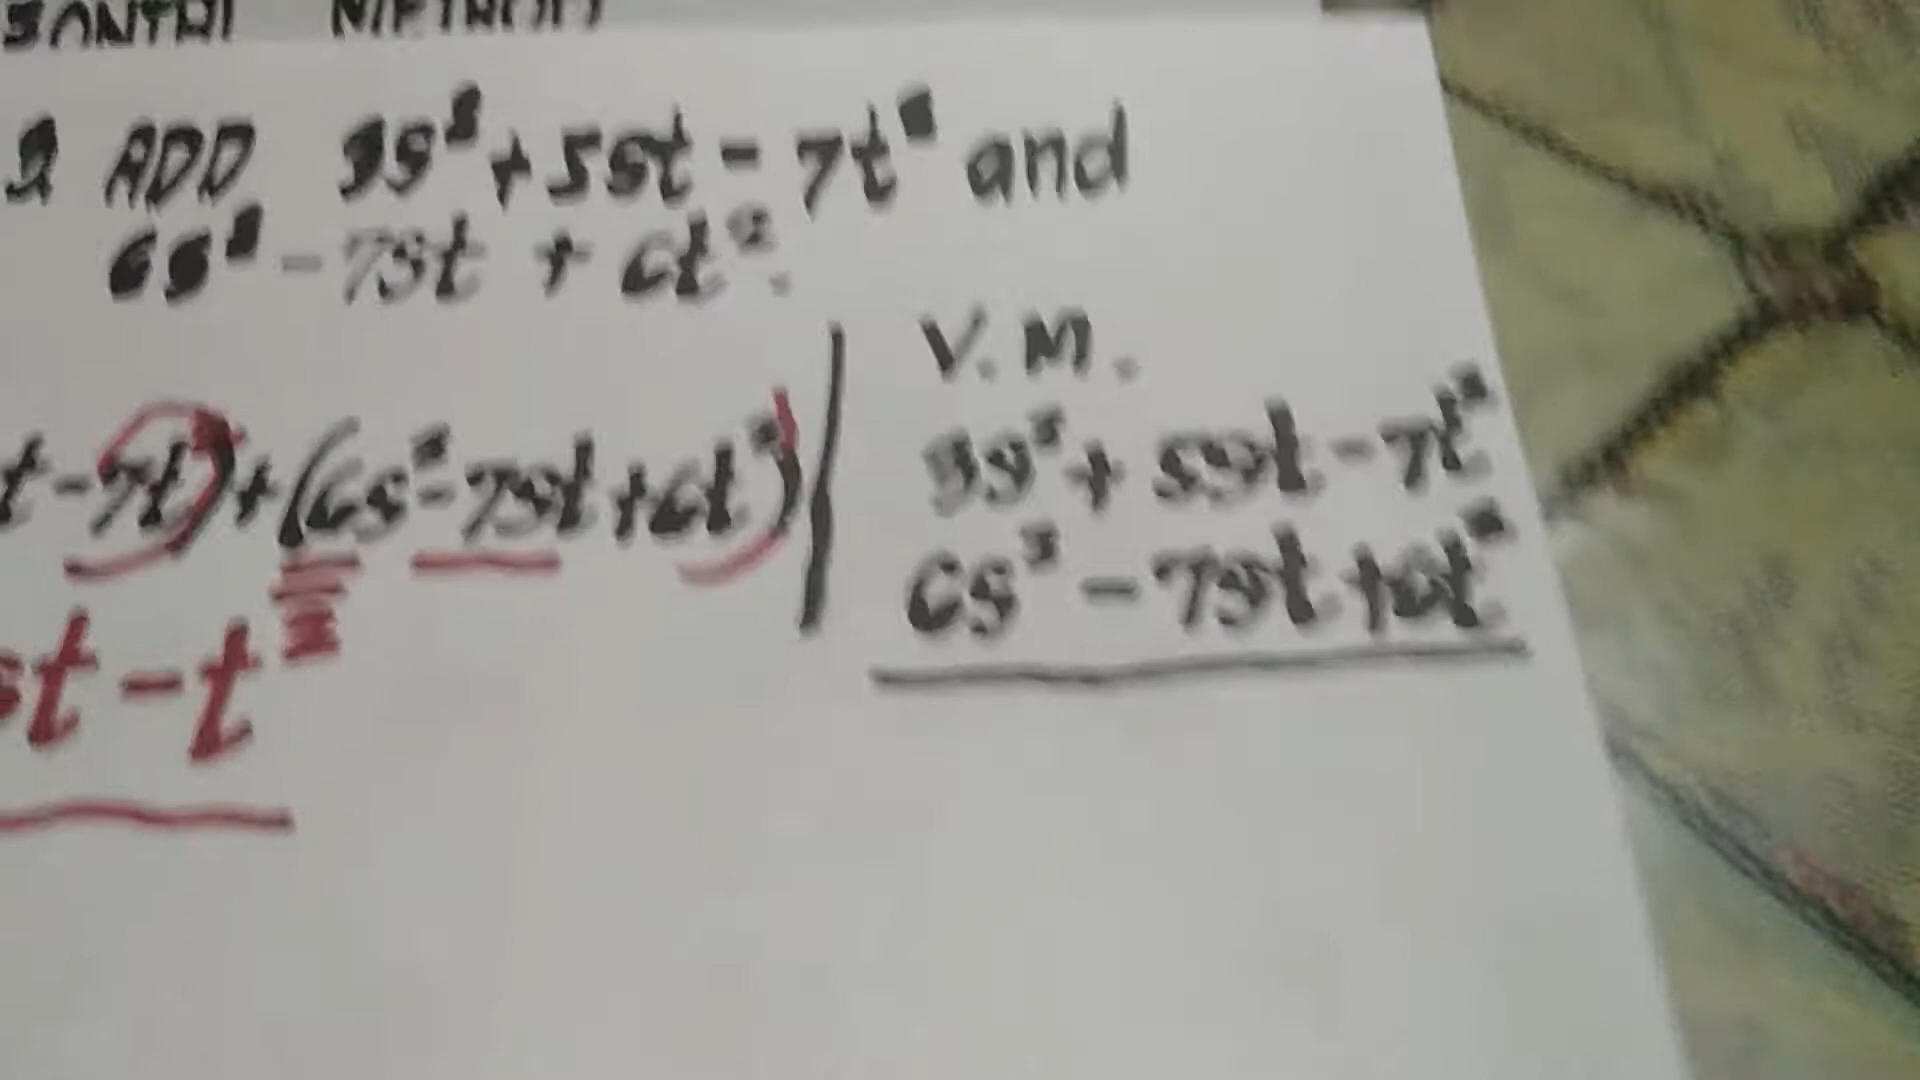 2 ADD 3s² + 5st - 7t² and
6s² - 7st + 6t².
V.M.
t - 7t²) + (6s² - 7st + 6t²)
3s² + 5st - 7t²
6s² - 7st + 6t²
st - t²